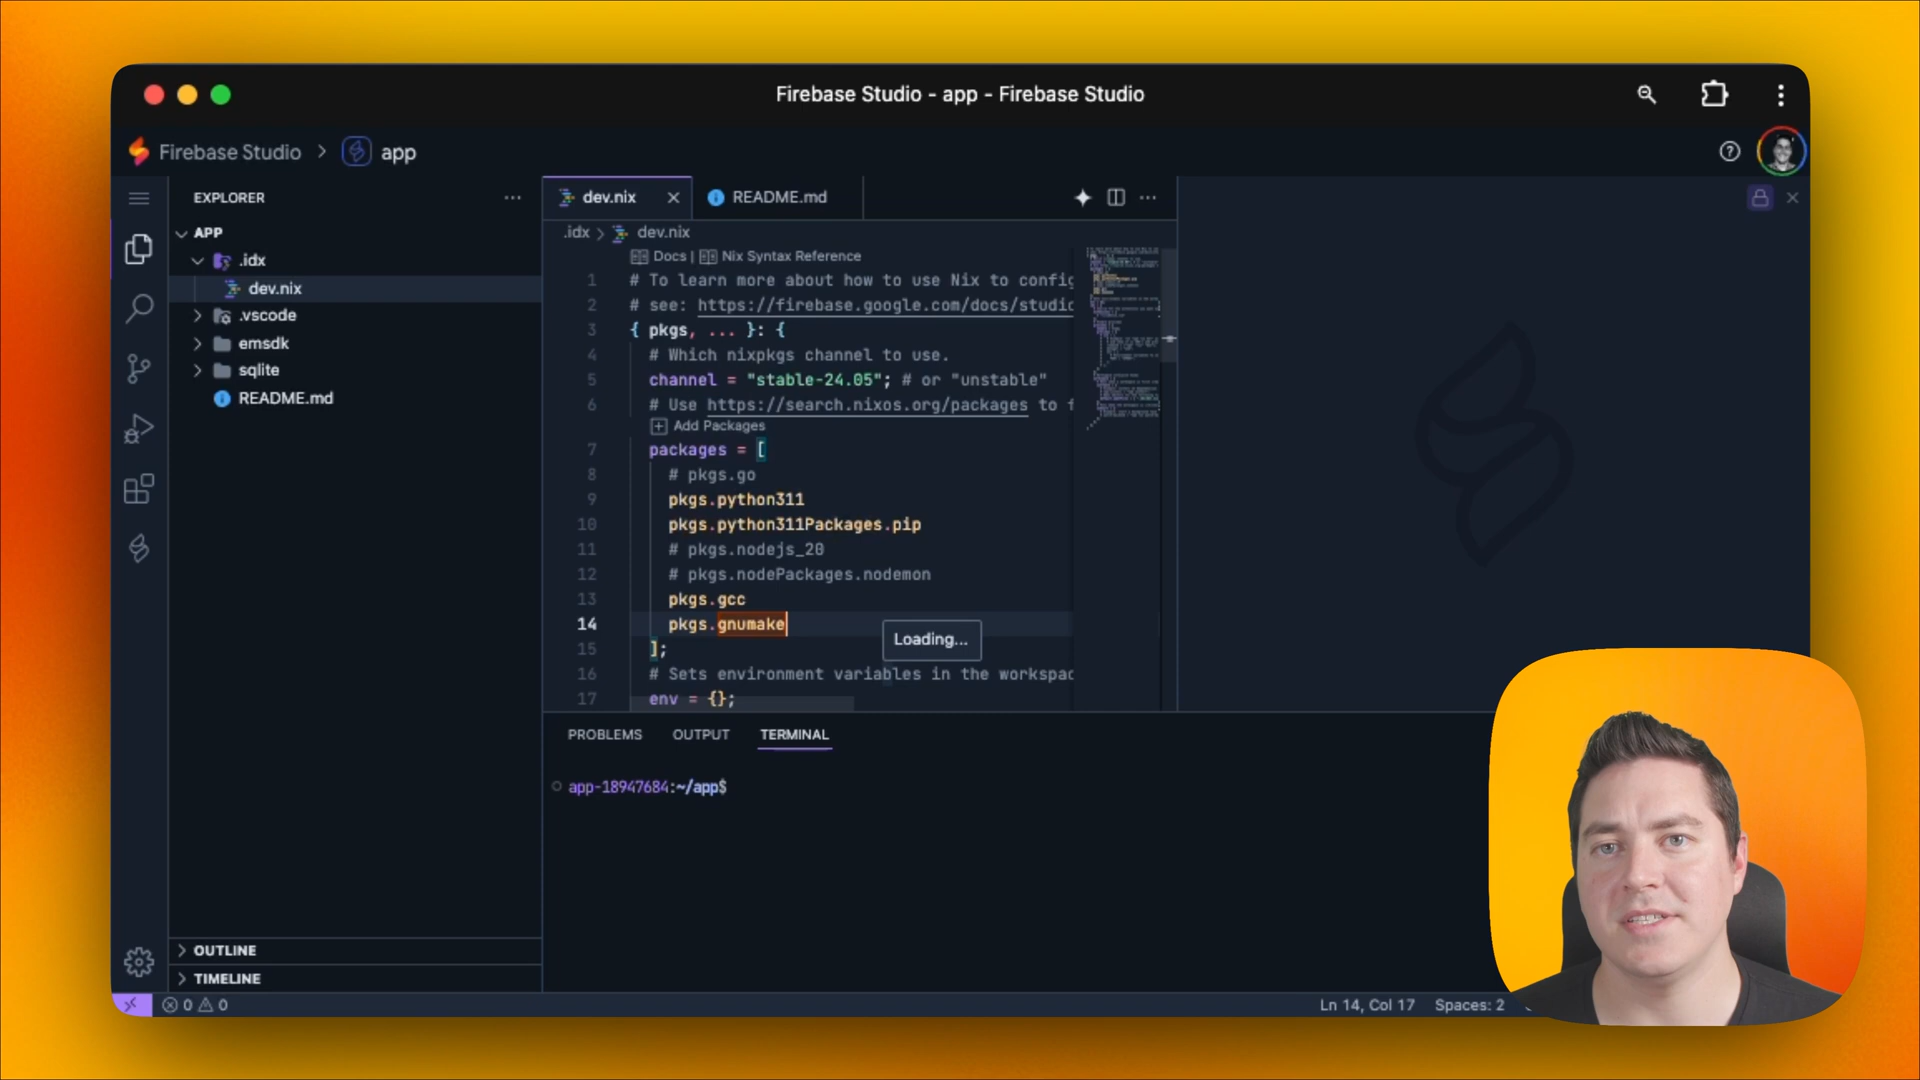 Firebase Studio - app - Firebase Studio
Firebase Studio > app
EXPLORER
APP
.idx
dev.nix
.vscode
emsdk
sqlite
README.md
OUTLINE
TIMELINE
dev.nix
README.md
.idx > dev.nix
Docs | Nix Syntax Reference
1 # To learn more about how to use Nix to config
2 # see: https://firebase.google.com/docs/studio
3 { pkgs, ... }: {
4 # Which nixpkgs channel to use.
5 channel = "stable-24.05"; # or "unstable"
6 # Use https://search.nixos.org/packages to f
Add Packages
7 packages = [
8 # pkgs.go
9 pkgs.python311
10 pkgs.python311Packages.pip
11 # pkgs.nodejs_20
12 # pkgs.nodePackages.nodemon
13 pkgs.gcc
14 pkgs.gnumake
Loading...
15 ];
16 # Sets environment variables in the workspac
17 env = {};
PROBLEMS OUTPUT TERMINAL
app-18947684:~/app$
0 0
Ln 14, Col 17 Spaces: 2